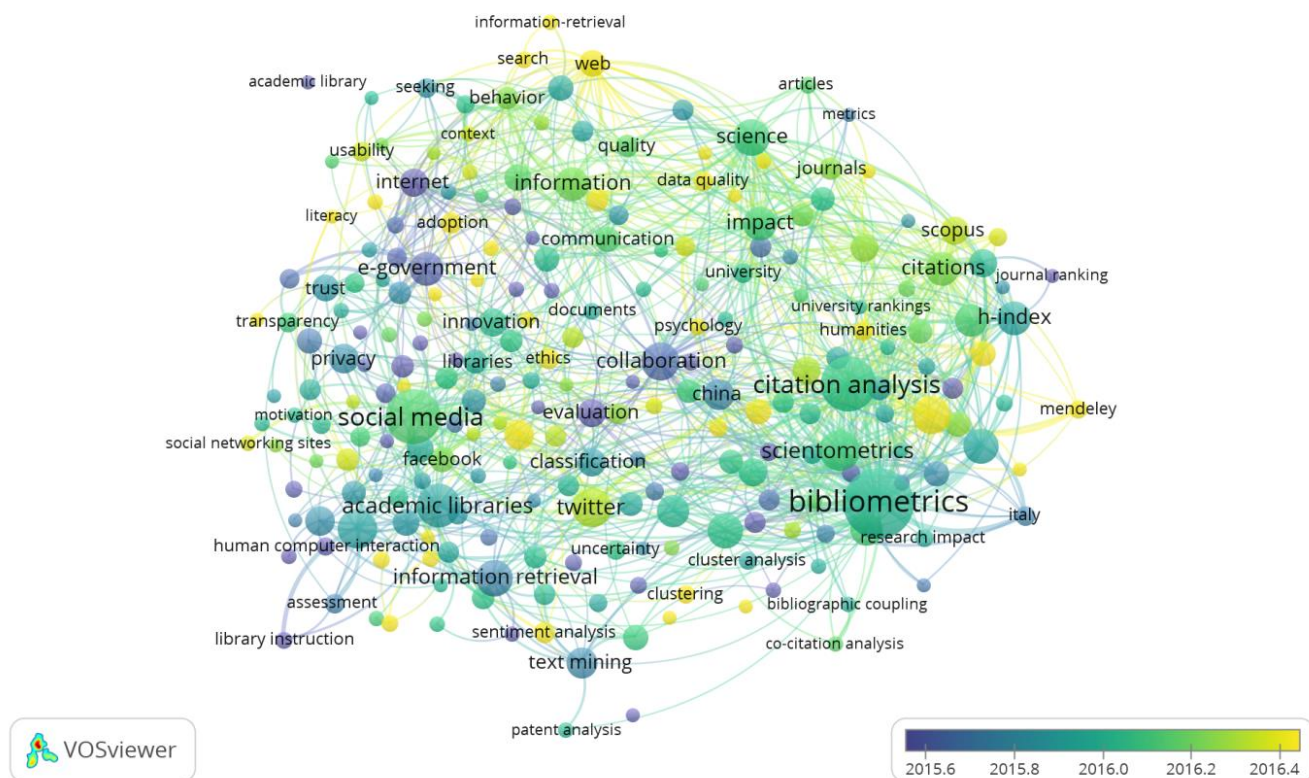 information-retrieval
search
web
academic library
seeking
behavior
articles
metrics
context
usability
quality
science
internet
information
data quality
journals
literacy
adoption
communication
impact
scopus
e-government
university
citations
journal ranking
trust
transparency
innovation
documents
psychology
university rankings
humanities
h-index
privacy
libraries
ethics
collaboration
china
citation analysis
motivation
social media
evaluation
mendeley
social networking sites
facebook
classification
scientometrics
academic libraries
twitter
bibliometrics
italy
human computer interaction
uncertainty
cluster analysis
research impact
information retrieval
clustering
assessment
bibliographic coupling
library instruction
sentiment analysis
co-citation analysis
text mining
patent analysis
VOSviewer
2015.6 2015.8 2016.0 2016.2 2016.4